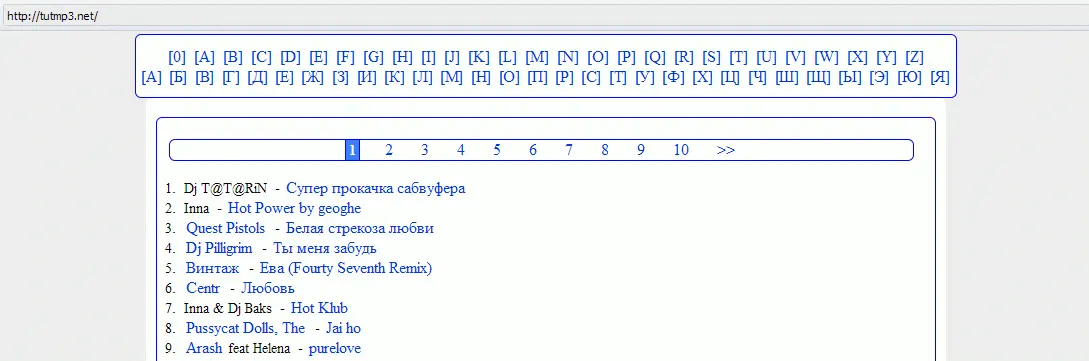 http://tutmp3.net/
[0] [A] [B] [C] [D] [E] [F] [G] [H] [I] [J] [K] [L] [M] [N] [O] [P] [Q] [R] [S] [T] [U] [V] [W] [X] [Y] [Z]
[А] [Б] [В] [Г] [Д] [Е] [Ж] [З] [И] [К] [Л] [М] [Н] [О] [П] [Р] [С] [Т] [У] [Ф] [Х] [Ц] [Ч] [Ш] [Щ] [Ы] [Э] [Ю] [Я]
1 2 3 4 5 6 7 8 9 10 >>
1. Dj T@T@RiN - Супер прокачка сабвуфера
2. Inna - Hot Power by geoghe
3. Quest Pistols - Белая стрекоза любви
4. Dj Pilligrim - Ты меня забудь
5. Винтаж - Ева (Fourty Seventh Remix)
6. Centr - Любовь
7. Inna & Dj Baks - Hot Klub
8. Pussycat Dolls, The - Jai ho
9. Arash feat Helena - purelove